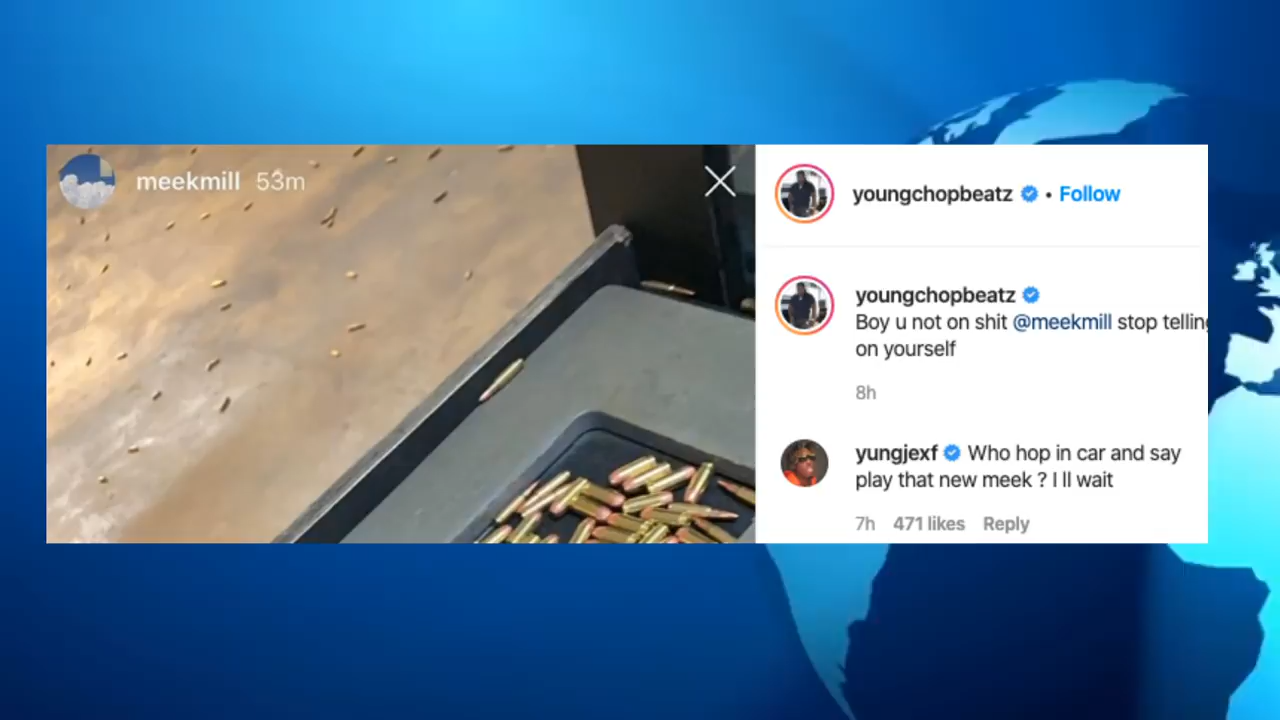 meekmill 53m
youngchopbeatz • Follow
youngchopbeatz
Boy u not on shit @meekmill stop telling
on yourself
8h
yungjexf Who hop in car and say
play that new meek ? I ll wait
7h 471 likes Reply